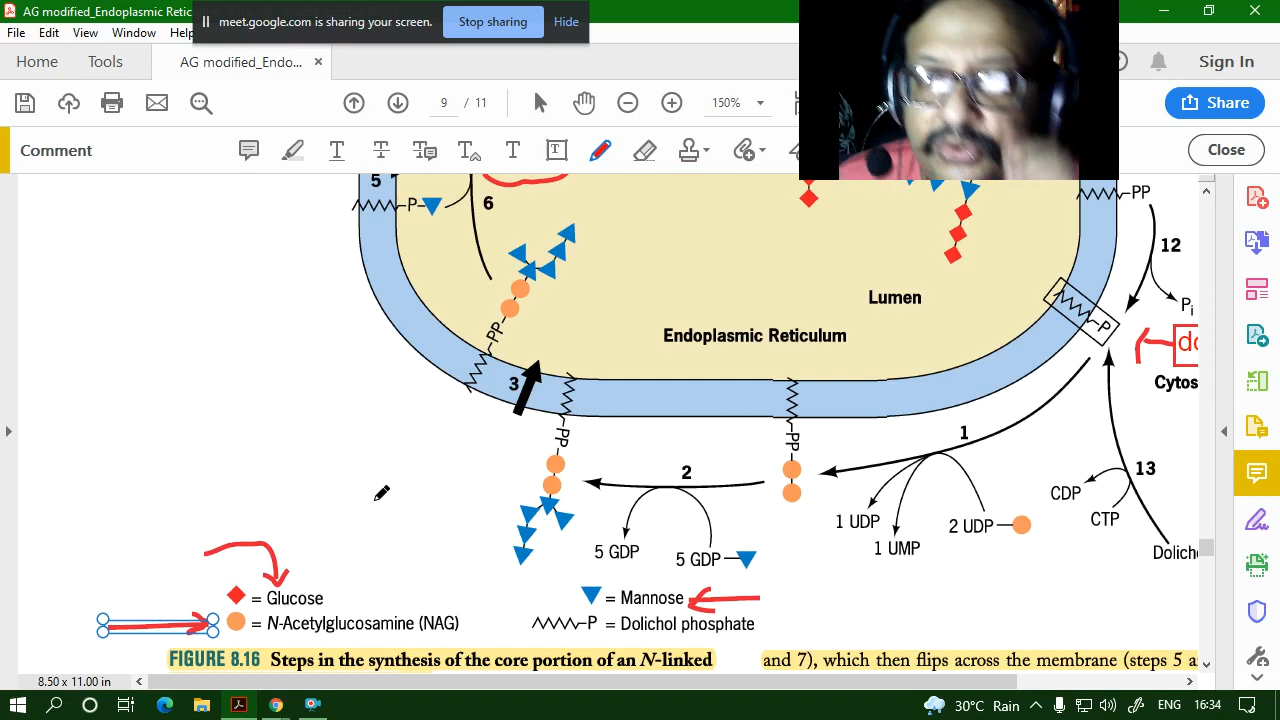 AG modified_Endoplasmic Retic
meet.google.com is sharing your screen.
Stop sharing
Hide
File Edit View Window Help
Home
Tools
AG modified_Endo...
Sign In
9 / 11
150%
Share
Comment
Close
5
P
6
PP
12
Pi
P
Lumen
PP
Endoplasmic Reticulum
do
3
Cytos
PP
PP
1
2
13
CDP
CTP
1 UDP
2 UDP
1 UMP
5 GDP
5 GDP
Dolich
= Glucose
= Mannose
= N-Acetylglucosamine (NAG)
P = Dolichol phosphate
FIGURE 8.16 Steps in the synthesis of the core portion of an N-linked
and 7), which then flips across the membrane (steps 5 a
8.50 x 11.00 in
30°C Rain
ENG
16:34